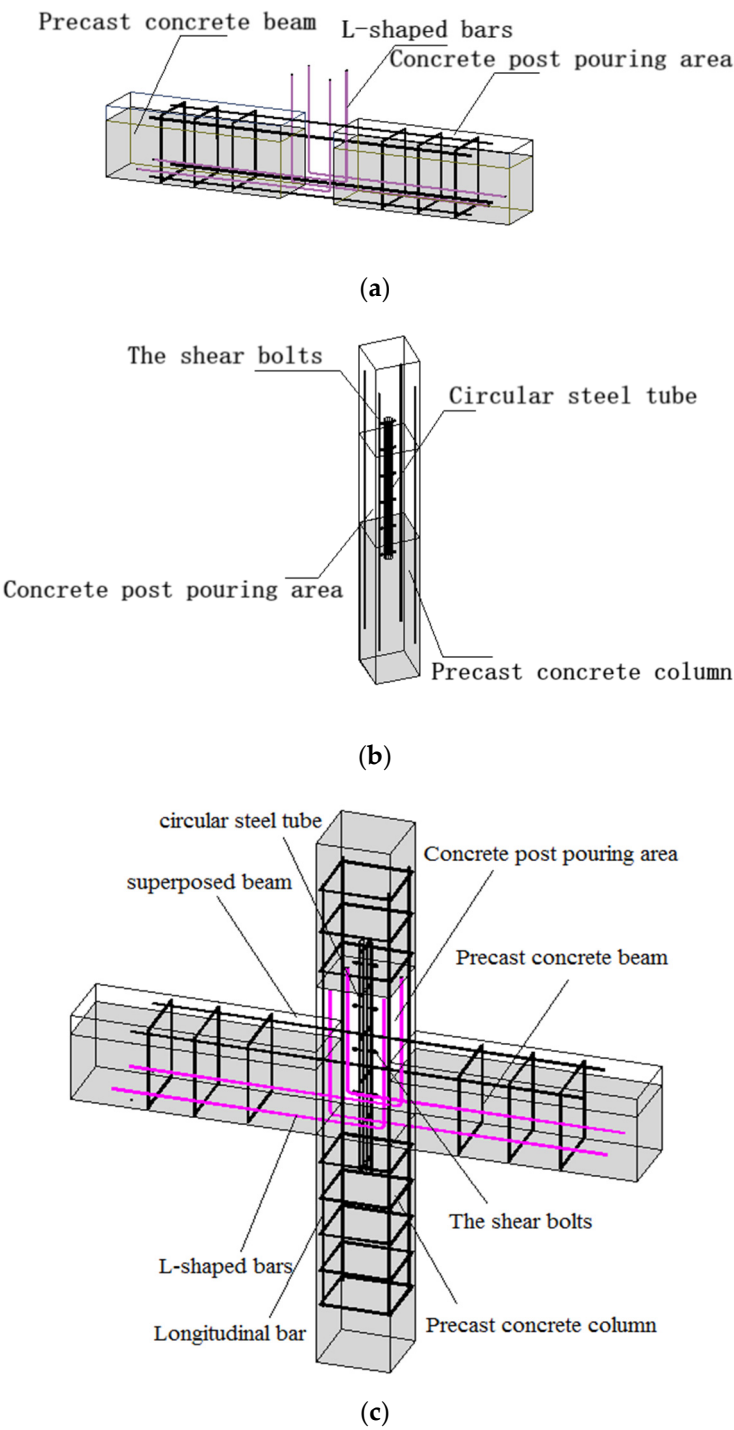 Precast concrete beam
L-shaped bars
Concrete post pouring area
(a)
The shear bolts
Circular steel tube
Concrete post pouring area
Precast concrete column
(b)
circular steel tube
Concrete post pouring area
superposed beam
Precast concrete beam
The shear bolts
L-shaped bars
Longitudinal bar
Precast concrete column
(c)